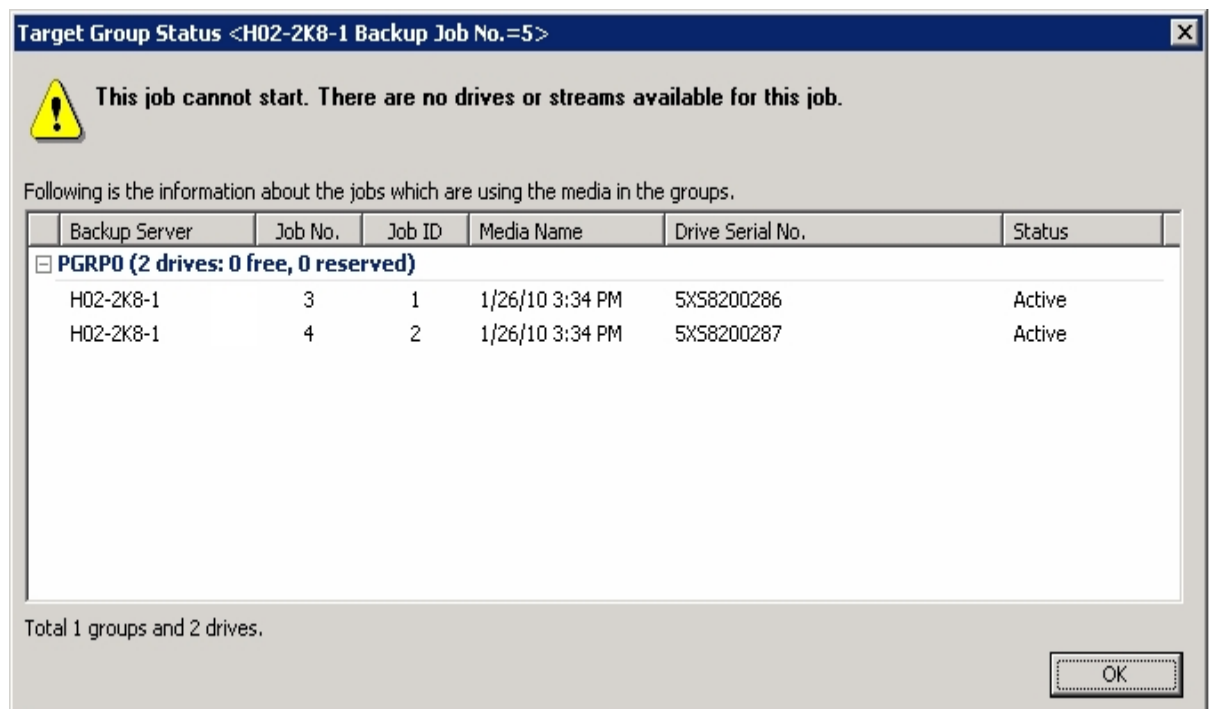 Target Group Status <H02-2K8-1 Backup Job No.=5>
This job cannot start. There are no drives or streams available for this job.
Following is the information about the jobs which are using the media in the groups.
Backup Server Job No. Job ID Media Name Drive Serial No. Status
PGRP0 (2 drives: 0 free, 0 reserved)
H02-2K8-1 3 1 1/26/10 3:34 PM 5XS8200286 Active
H02-2K8-1 4 2 1/26/10 3:34 PM 5XS8200287 Active
Total 1 groups and 2 drives.
OK